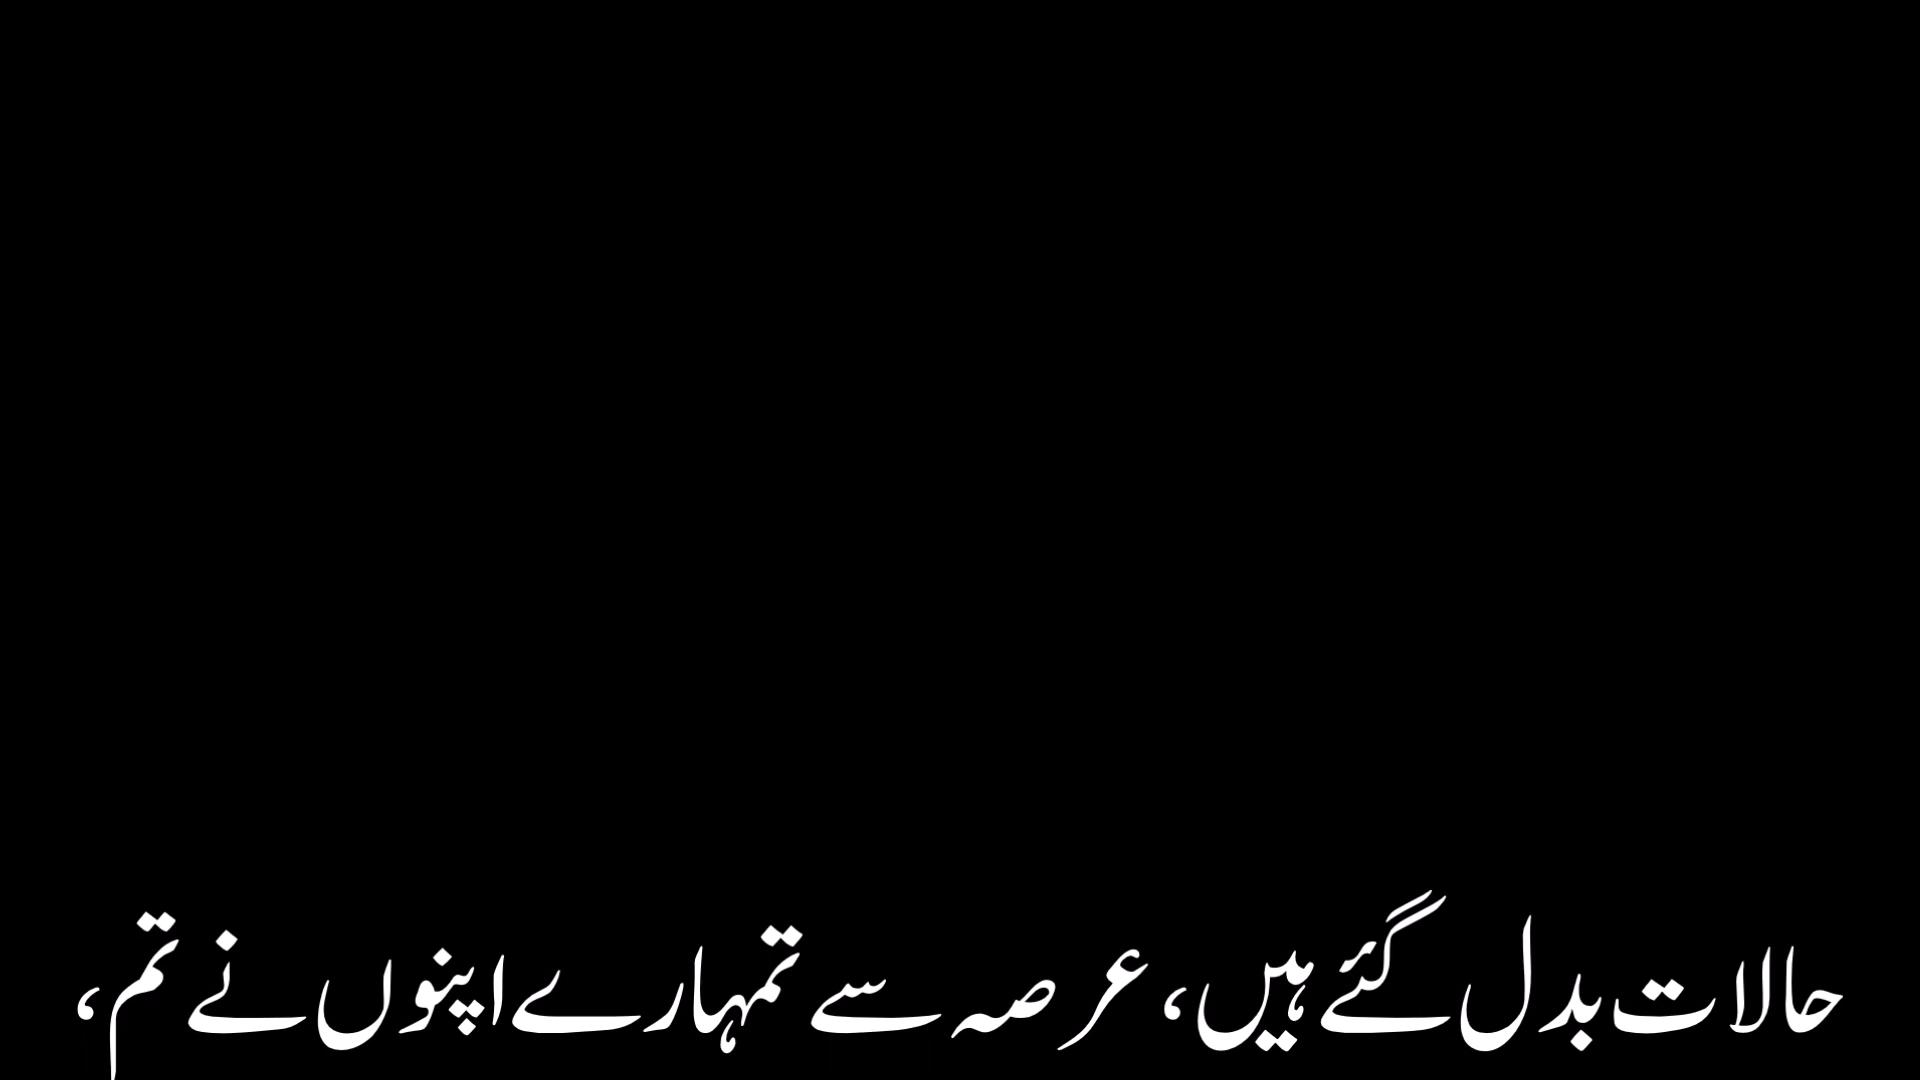 حالات بدل گئے ہیں، عرصہ سے تمہارے اپنوں نے تم،